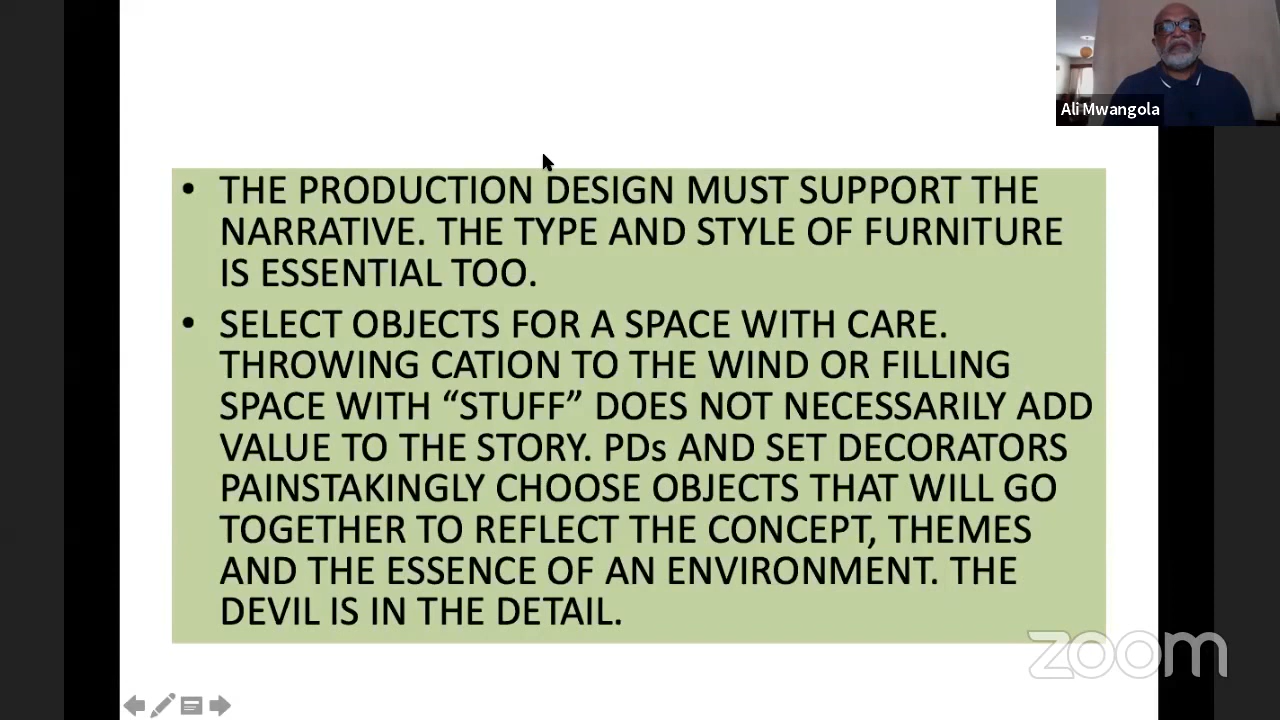 Ali Mwangola
• THE PRODUCTION DESIGN MUST SUPPORT THE
NARRATIVE. THE TYPE AND STYLE OF FURNITURE
IS ESSENTIAL TOO.
• SELECT OBJECTS FOR A SPACE WITH CARE.
THROWING CATION TO THE WIND OR FILLING
SPACE WITH “STUFF” DOES NOT NECESSARILY ADD
VALUE TO THE STORY. PDs AND SET DECORATORS
PAINSTAKINGLY CHOOSE OBJECTS THAT WILL GO
TOGETHER TO REFLECT THE CONCEPT, THEMES
AND THE ESSENCE OF AN ENVIRONMENT. THE
DEVIL IS IN THE DETAIL.
zoom